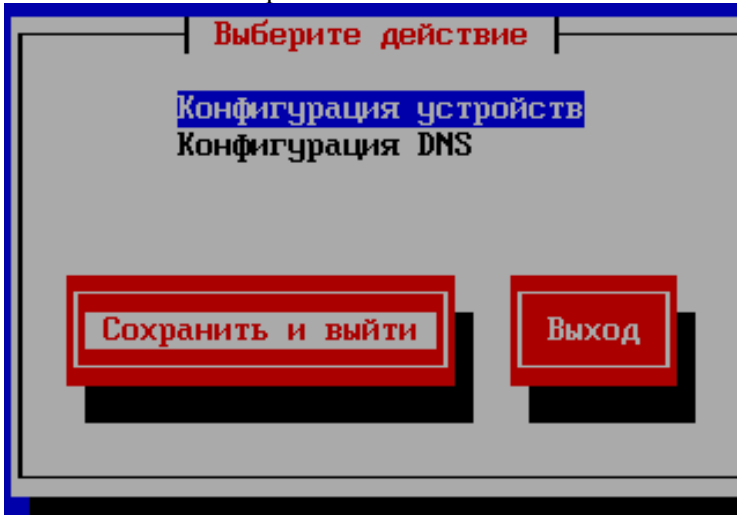 Выберите действие
Конфигурация устройств
Конфигурация DNS
Сохранить и выйти
Выход